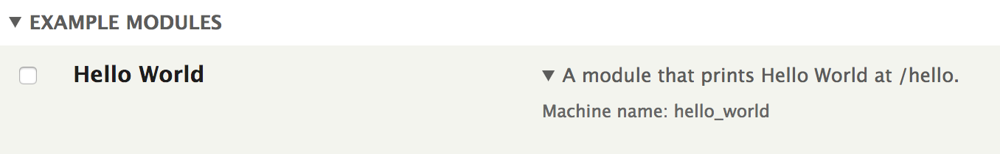 EXAMPLE MODULES
Hello World
A module that prints Hello World at /hello.
Machine name: hello_world